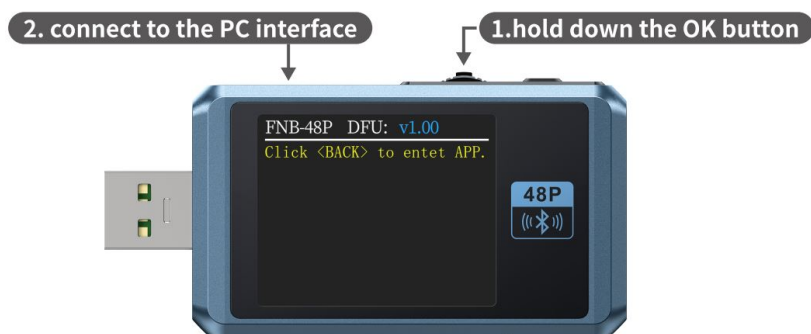 2. connect to the PC interface
1.hold down the OK button
FNB-48P DFU: v1.00
Click <BACK> to entet APP.
48P